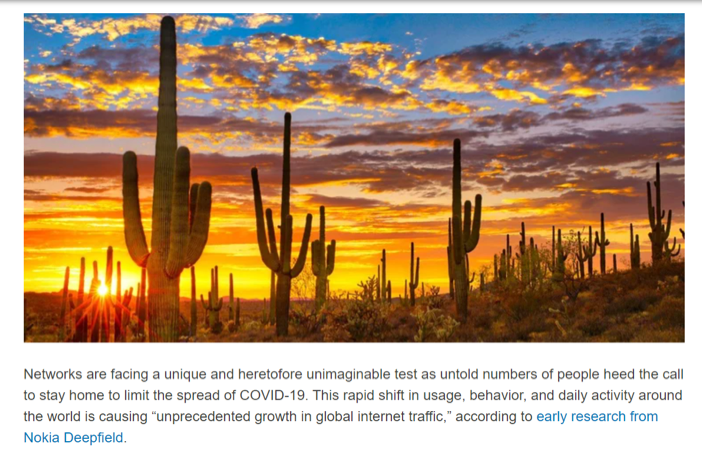 Networks are facing a unique and heretofore unimaginable test as untold numbers of people heed the call
to stay home to limit the spread of COVID-19. This rapid shift in usage, behavior, and daily activity around
the world is causing “unprecedented growth in global internet traffic,” according to early research from
Nokia Deepfield.